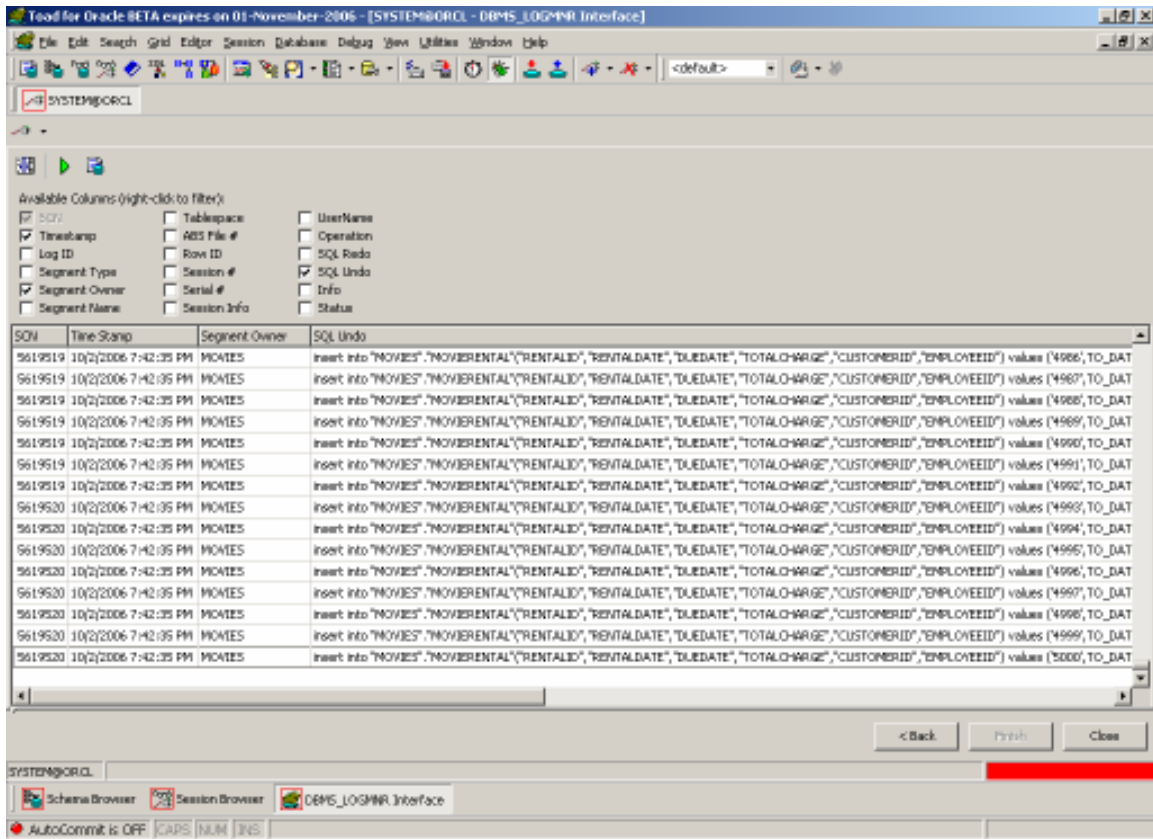 Toad for Oracle BETA expires on 01-November-2006 - [SYSTEM@ORCL - DBMS_LOGMNR Interface]
File Edit Search Grid Editor Session Database Debug View Utilities Window Help
<default>
SYSTEM@ORCL
Available Columns (right-click to filter):
SCN Tablespace UserName
Timestamp ABS File # Operation
Log ID Row ID SQL Redo
Segment Type Session # SQL Undo
Segment Owner Serial # Info
Segment Name Session Info Status
SCN Time Stamp Segment Owner SQL Undo
5619519 10/2/2006 7:42:35 PM MOVIES insert into "MOVIES"."MOVIERENTAL"("RENTALID","RENTALDATE","DUEDATE","TOTALCHARGE","CUSTOMERID","EMPLOYEEID") values ('4986',TO_DAT
5619519 10/2/2006 7:42:35 PM MOVIES insert into "MOVIES"."MOVIERENTAL"("RENTALID","RENTALDATE","DUEDATE","TOTALCHARGE","CUSTOMERID","EMPLOYEEID") values ('4987',TO_DAT
5619519 10/2/2006 7:42:35 PM MOVIES insert into "MOVIES"."MOVIERENTAL"("RENTALID","RENTALDATE","DUEDATE","TOTALCHARGE","CUSTOMERID","EMPLOYEEID") values ('4988',TO_DAT
5619519 10/2/2006 7:42:35 PM MOVIES insert into "MOVIES"."MOVIERENTAL"("RENTALID","RENTALDATE","DUEDATE","TOTALCHARGE","CUSTOMERID","EMPLOYEEID") values ('4989',TO_DAT
5619519 10/2/2006 7:42:35 PM MOVIES insert into "MOVIES"."MOVIERENTAL"("RENTALID","RENTALDATE","DUEDATE","TOTALCHARGE","CUSTOMERID","EMPLOYEEID") values ('4990',TO_DAT
5619519 10/2/2006 7:42:35 PM MOVIES insert into "MOVIES"."MOVIERENTAL"("RENTALID","RENTALDATE","DUEDATE","TOTALCHARGE","CUSTOMERID","EMPLOYEEID") values ('4991',TO_DAT
5619519 10/2/2006 7:42:35 PM MOVIES insert into "MOVIES"."MOVIERENTAL"("RENTALID","RENTALDATE","DUEDATE","TOTALCHARGE","CUSTOMERID","EMPLOYEEID") values ('4992',TO_DAT
5619520 10/2/2006 7:42:35 PM MOVIES insert into "MOVIES"."MOVIERENTAL"("RENTALID","RENTALDATE","DUEDATE","TOTALCHARGE","CUSTOMERID","EMPLOYEEID") values ('4993',TO_DAT
5619520 10/2/2006 7:42:35 PM MOVIES insert into "MOVIES"."MOVIERENTAL"("RENTALID","RENTALDATE","DUEDATE","TOTALCHARGE","CUSTOMERID","EMPLOYEEID") values ('4994',TO_DAT
5619520 10/2/2006 7:42:35 PM MOVIES insert into "MOVIES"."MOVIERENTAL"("RENTALID","RENTALDATE","DUEDATE","TOTALCHARGE","CUSTOMERID","EMPLOYEEID") values ('4995',TO_DAT
5619520 10/2/2006 7:42:35 PM MOVIES insert into "MOVIES"."MOVIERENTAL"("RENTALID","RENTALDATE","DUEDATE","TOTALCHARGE","CUSTOMERID","EMPLOYEEID") values ('4996',TO_DAT
5619520 10/2/2006 7:42:35 PM MOVIES insert into "MOVIES"."MOVIERENTAL"("RENTALID","RENTALDATE","DUEDATE","TOTALCHARGE","CUSTOMERID","EMPLOYEEID") values ('4997',TO_DAT
5619520 10/2/2006 7:42:35 PM MOVIES insert into "MOVIES"."MOVIERENTAL"("RENTALID","RENTALDATE","DUEDATE","TOTALCHARGE","CUSTOMERID","EMPLOYEEID") values ('4998',TO_DAT
5619520 10/2/2006 7:42:35 PM MOVIES insert into "MOVIES"."MOVIERENTAL"("RENTALID","RENTALDATE","DUEDATE","TOTALCHARGE","CUSTOMERID","EMPLOYEEID") values ('4999',TO_DAT
5619520 10/2/2006 7:42:35 PM MOVIES insert into "MOVIES"."MOVIERENTAL"("RENTALID","RENTALDATE","DUEDATE","TOTALCHARGE","CUSTOMERID","EMPLOYEEID") values ('5000',TO_DAT
< Back Finish Close
SYSTEM@ORCL
Schema Browser Session Browser DBMS_LOGMNR Interface
AutoCommit is OFF CAPS NUM INS